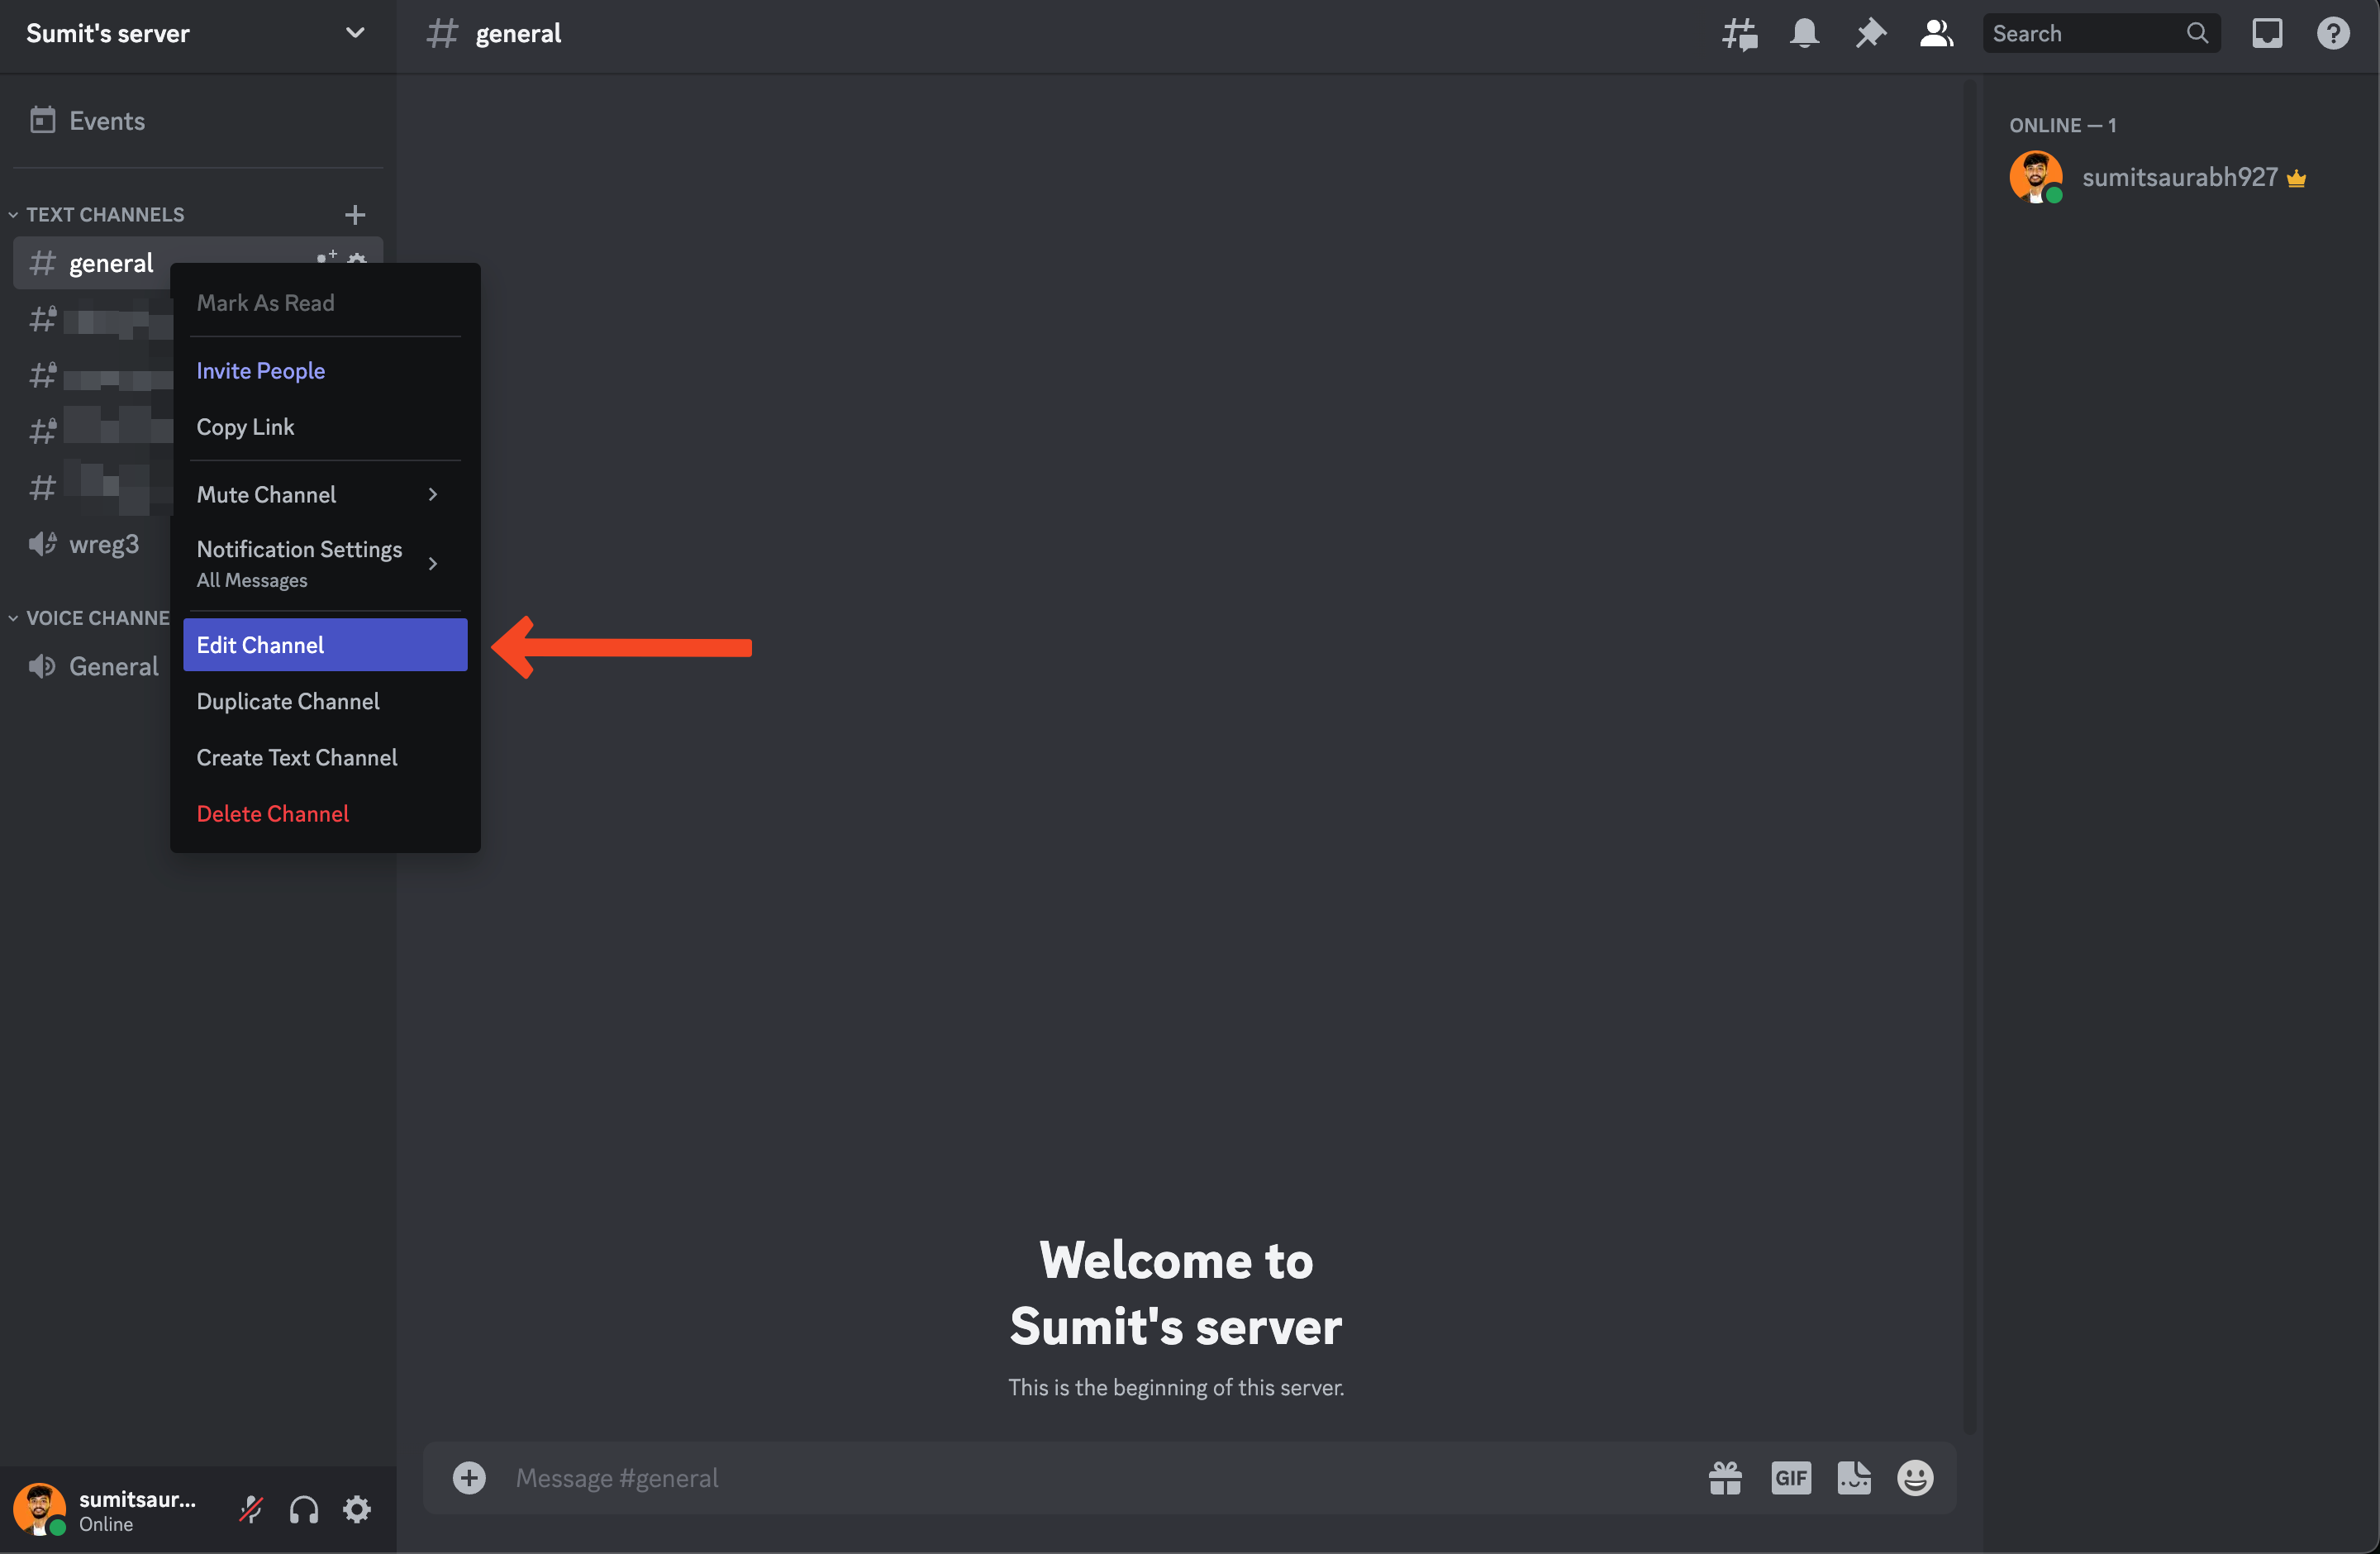 Sumit's server
Events
TEXT CHANNELS
general
wreg3
VOICE CHANNE
General
Mark As Read
Invite People
Copy Link
Mute Channel
Notification Settings
All Messages
Edit Channel
Duplicate Channel
Create Text Channel
Delete Channel
sumitsaur...
Online
# general
Welcome to
Sumit's server
This is the beginning of this server.
Message #general
GIF
Search
ONLINE — 1
sumitsaurabh927